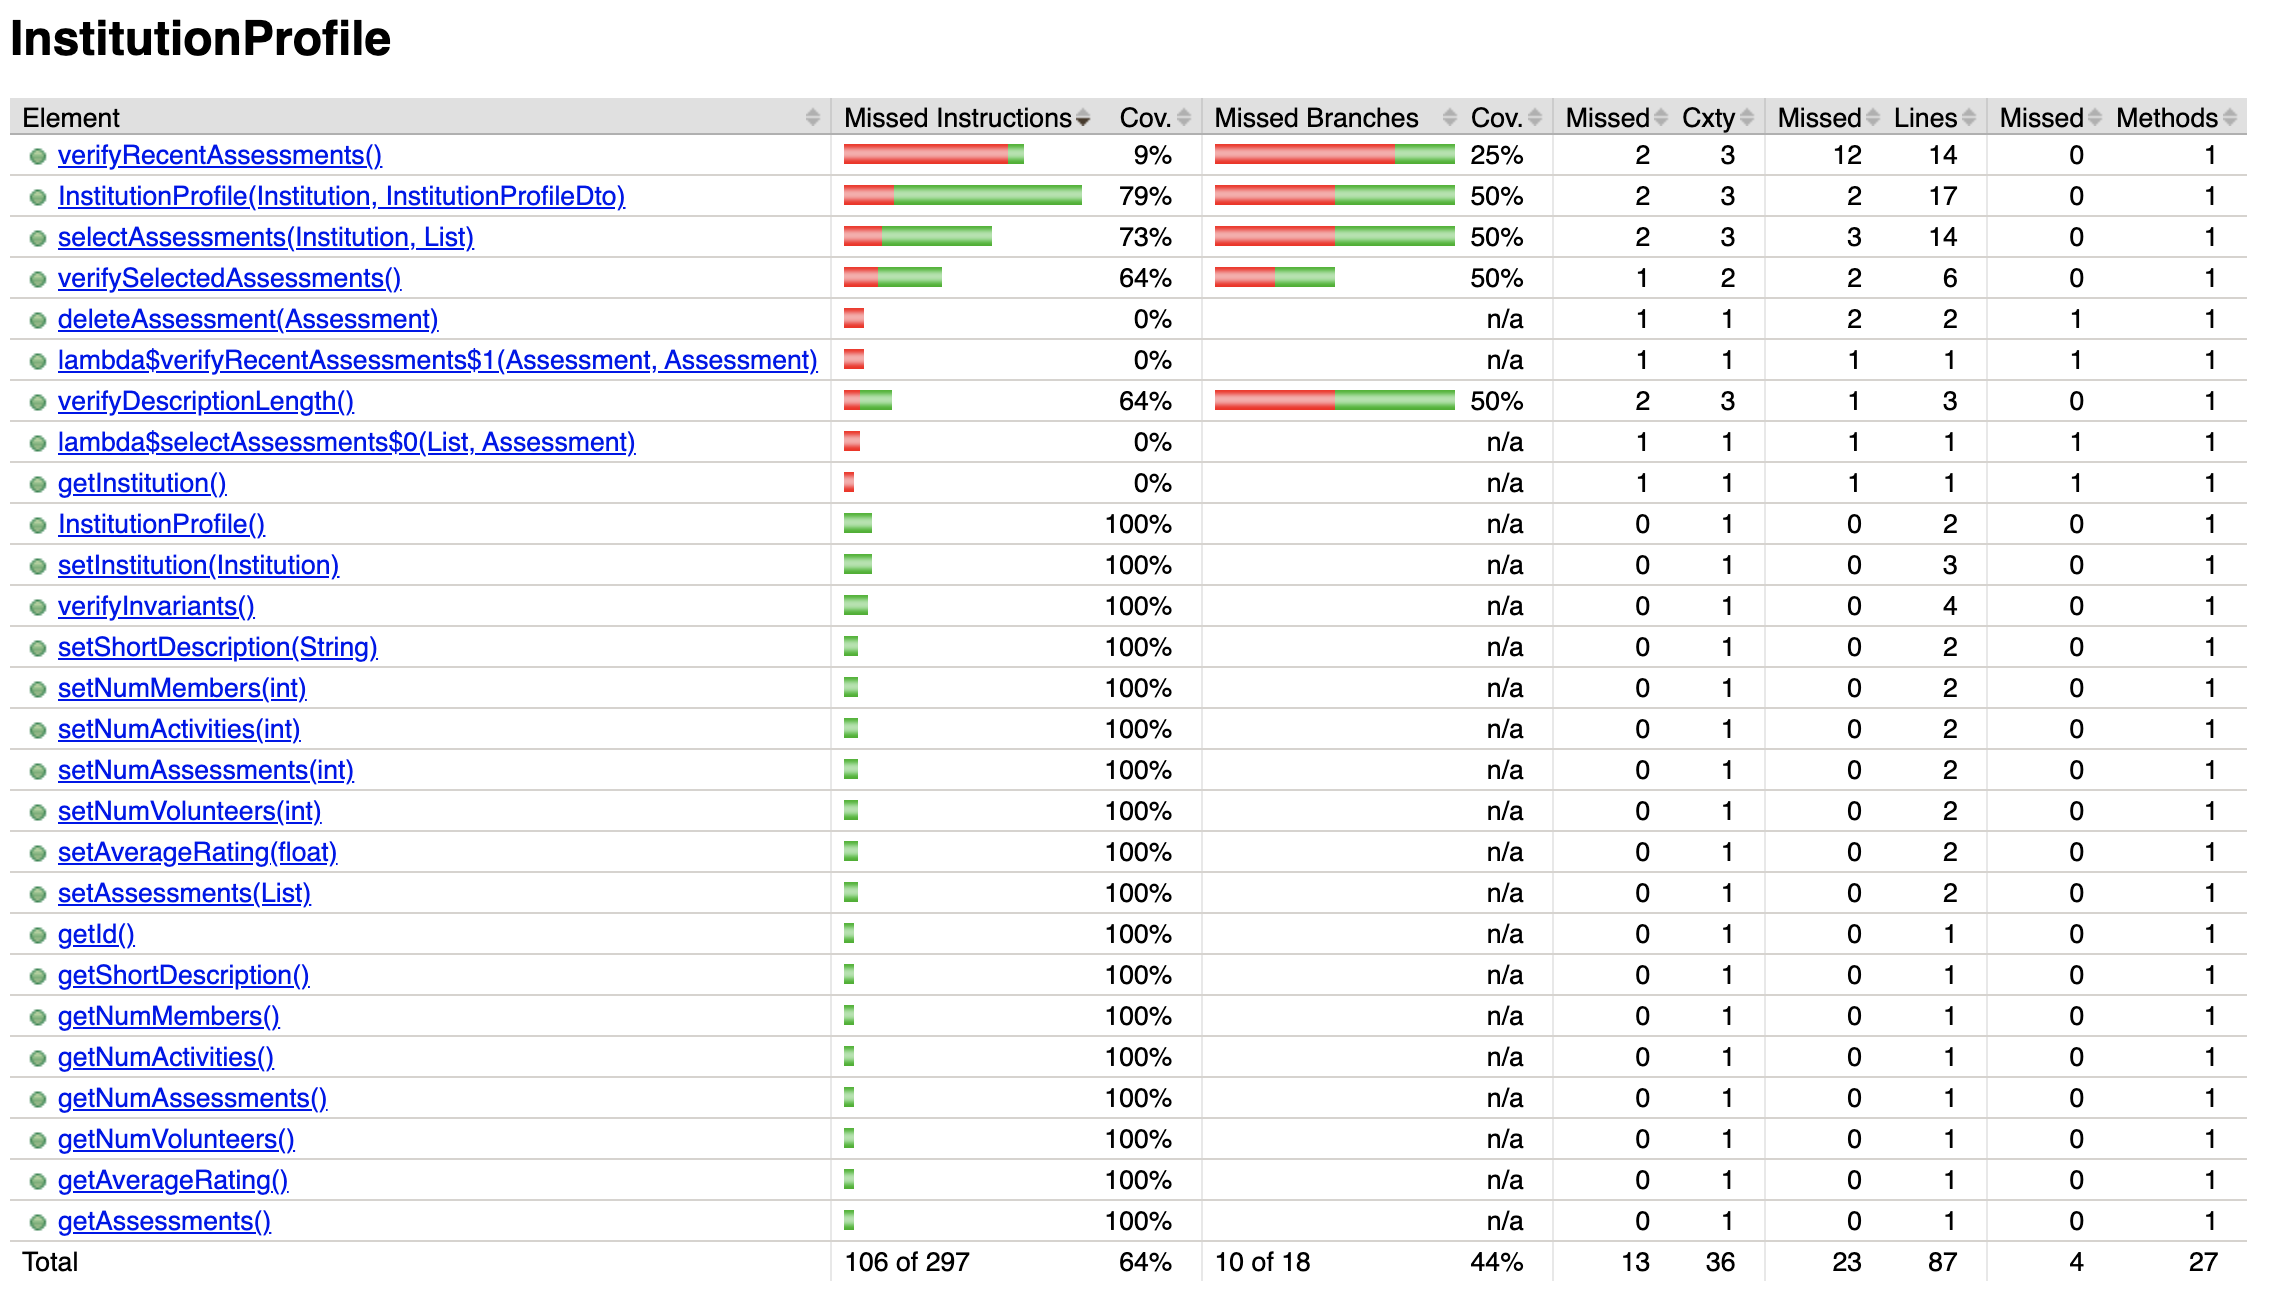 InstitutionProfile
Element Missed Instructions Cov. Missed Branches Cov. Missed Cxty Missed Lines Missed Methods
verifyRecentAssessments() 9% 25% 2 3 12 14 0 1
InstitutionProfile(Institution, InstitutionProfileDto) 79% 50% 2 3 2 17 0 1
selectAssessments(Institution, List) 73% 50% 2 3 3 14 0 1
verifySelectedAssessments() 64% 50% 1 2 2 6 0 1
deleteAssessment(Assessment) 0% n/a 1 1 2 2 1 1
lambda$verifyRecentAssessments$1(Assessment, Assessment) 0% n/a 1 1 1 1 1 1
verifyDescriptionLength() 64% 50% 2 3 1 3 0 1
lambda$selectAssessments$0(List, Assessment) 0% n/a 1 1 1 1 1 1
getInstitution() 0% n/a 1 1 1 1 1 1
InstitutionProfile() 100% n/a 0 1 0 2 0 1
setInstitution(Institution) 100% n/a 0 1 0 3 0 1
verifyInvariants() 100% n/a 0 1 0 4 0 1
setShortDescription(String) 100% n/a 0 1 0 2 0 1
setNumMembers(int) 100% n/a 0 1 0 2 0 1
setNumActivities(int) 100% n/a 0 1 0 2 0 1
setNumAssessments(int) 100% n/a 0 1 0 2 0 1
setNumVolunteers(int) 100% n/a 0 1 0 2 0 1
setAverageRating(float) 100% n/a 0 1 0 2 0 1
setAssessments(List) 100% n/a 0 1 0 2 0 1
getId() 100% n/a 0 1 0 1 0 1
getShortDescription() 100% n/a 0 1 0 1 0 1
getNumMembers() 100% n/a 0 1 0 1 0 1
getNumActivities() 100% n/a 0 1 0 1 0 1
getNumAssessments() 100% n/a 0 1 0 1 0 1
getNumVolunteers() 100% n/a 0 1 0 1 0 1
getAverageRating() 100% n/a 0 1 0 1 0 1
getAssessments() 100% n/a 0 1 0 1 0 1
Total 106 of 297 64% 10 of 18 44% 13 36 23 87 4 27